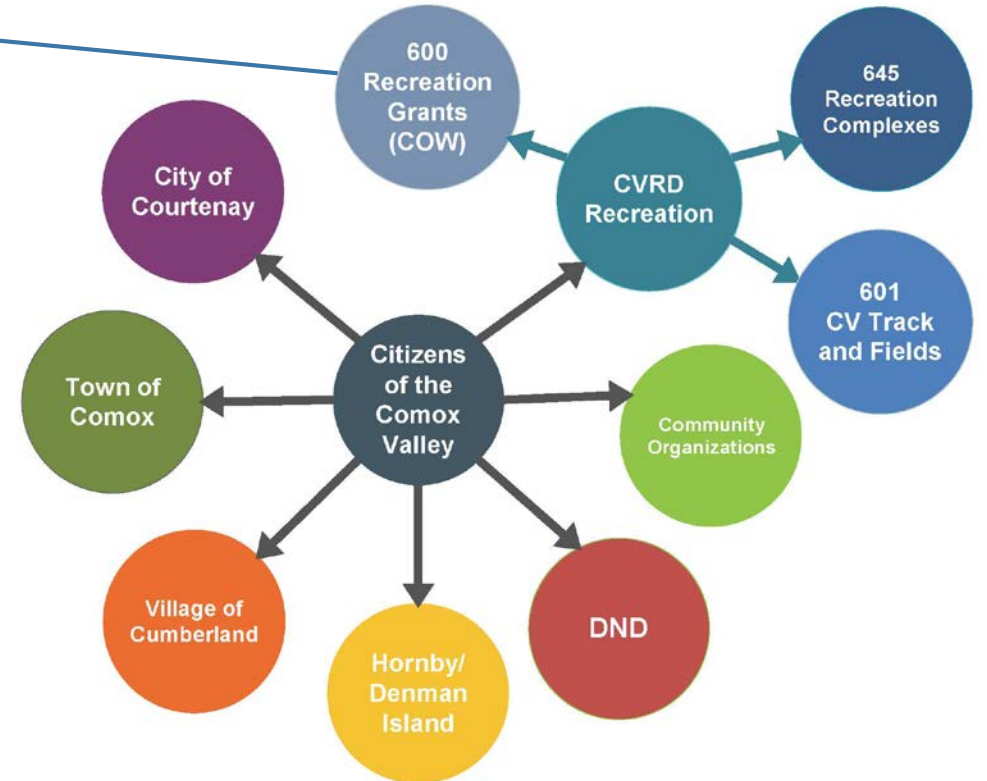 600
Recreation
Grants
(COW)
645
Recreation
Complexes
City of
Courtenay
CVRD
Recreation
601
CV Track
and Fields
Citizens
of the
Comox
Valley
Town of
Comox
Community
Organizations
Village of
Cumberland
DND
Hornby/
Denman
Island